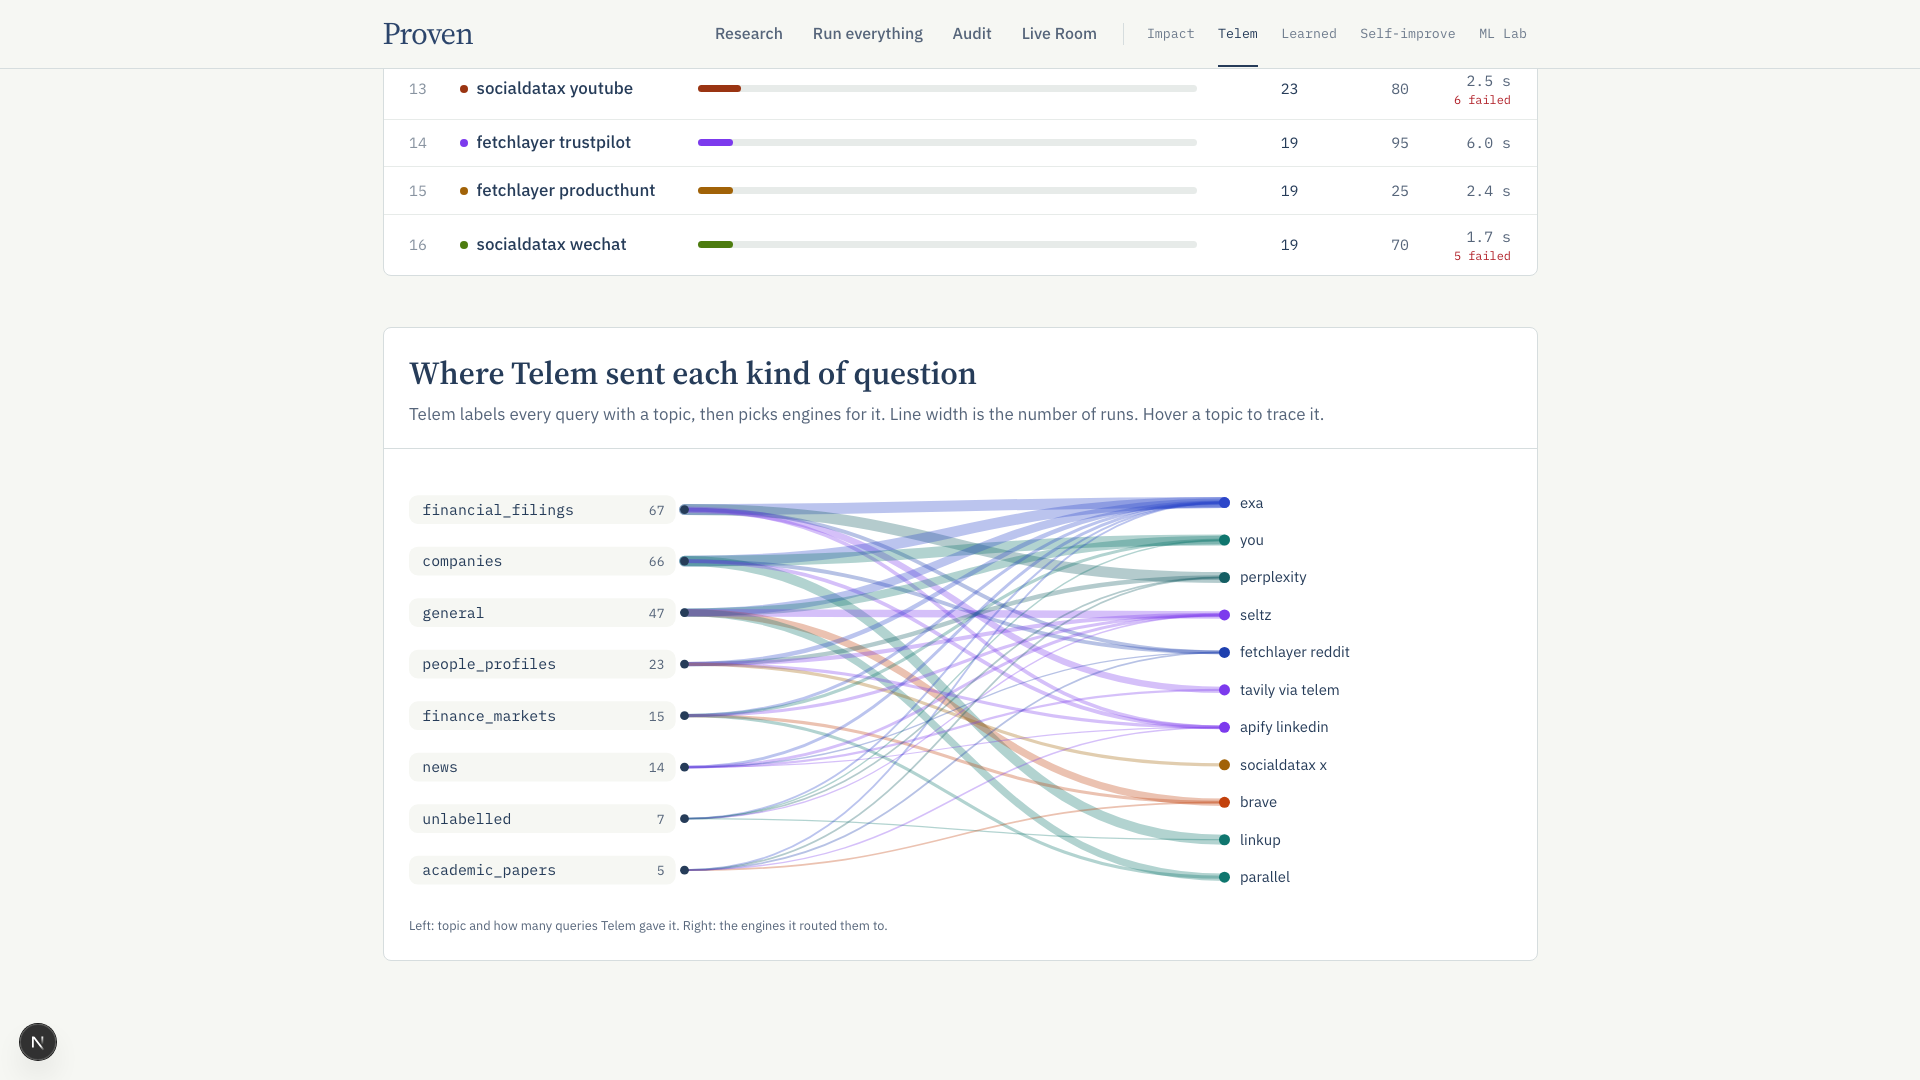 Proven
Research
Run everything
Audit
Live Room
Impact
Telem
Learned
Self-improve
ML Lab
13 socialdatax youtube 23 80 2.5 s
6 failed
14 fetchlayer trustpilot 19 95 6.0 s
15 fetchlayer producthunt 19 25 2.4 s
16 socialdatax wechat 19 70 1.7 s
5 failed
Where Telem sent each kind of question
Telem labels every query with a topic, then picks engines for it. Line width is the number of runs. Hover a topic to trace it.
financial_filings 67
companies 66
general 47
people_profiles 23
finance_markets 15
news 14
unlabelled 7
academic_papers 5
exa
you
perplexity
seltz
fetchlayer reddit
tavily via telem
apify linkedin
socialdatax x
brave
linkup
parallel
Left: topic and how many queries Telem gave it. Right: the engines it routed them to.
N